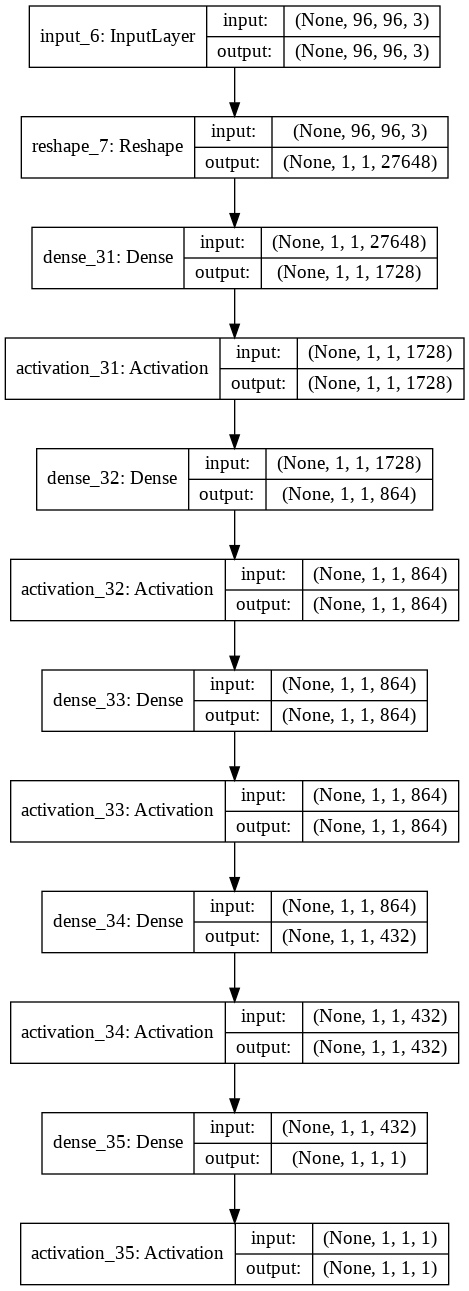 input_6: InputLayer
input: (None, 96, 96, 3)
output: (None, 96, 96, 3)
reshape_7: Reshape
input: (None, 96, 96, 3)
output: (None, 1, 1, 27648)
dense_31: Dense
input: (None, 1, 1, 27648)
output: (None, 1, 1, 1728)
activation_31: Activation
input: (None, 1, 1, 1728)
output: (None, 1, 1, 1728)
dense_32: Dense
input: (None, 1, 1, 1728)
output: (None, 1, 1, 864)
activation_32: Activation
input: (None, 1, 1, 864)
output: (None, 1, 1, 864)
dense_33: Dense
input: (None, 1, 1, 864)
output: (None, 1, 1, 864)
activation_33: Activation
input: (None, 1, 1, 864)
output: (None, 1, 1, 864)
dense_34: Dense
input: (None, 1, 1, 864)
output: (None, 1, 1, 432)
activation_34: Activation
input: (None, 1, 1, 432)
output: (None, 1, 1, 432)
dense_35: Dense
input: (None, 1, 1, 432)
output: (None, 1, 1, 1)
activation_35: Activation
input: (None, 1, 1, 1)
output: (None, 1, 1, 1)